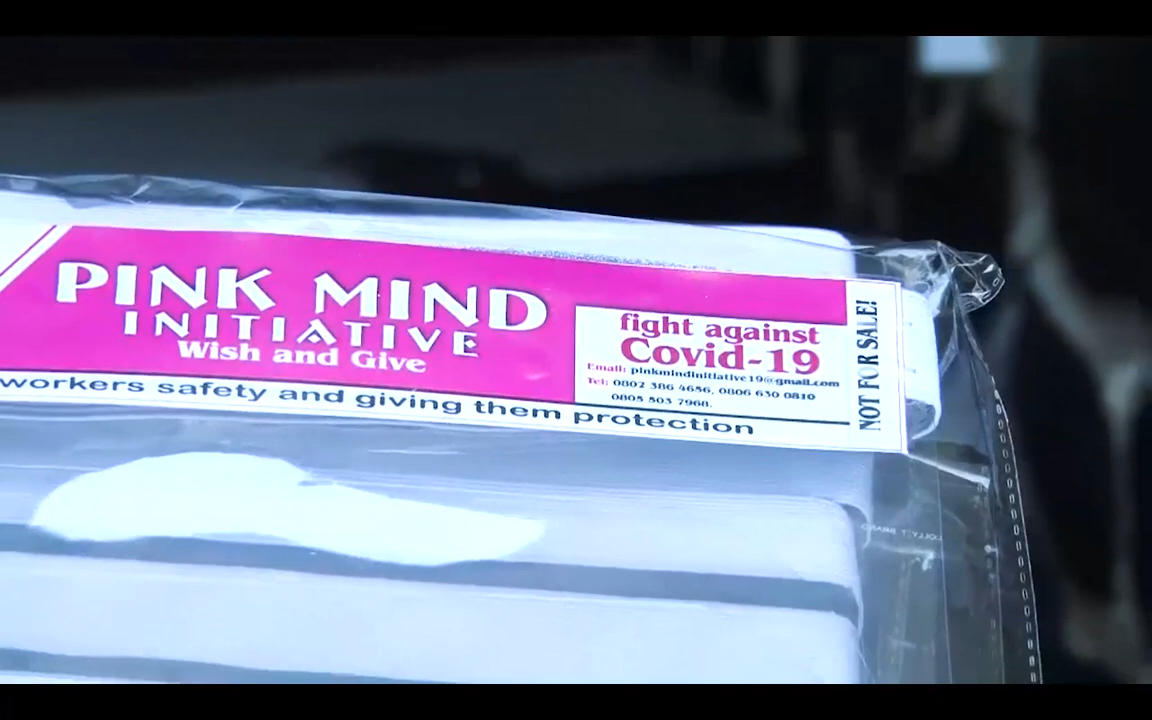 PINK MIND
INITIATIVE
Wish and Give
fight against
Covid-19
Email: pinkmindinitiative19@gmail.com
Tel: 0802 386 4656, 0806 630 0810
0805 503 7968.
NOT FOR SALE!
workers safety and giving them protection